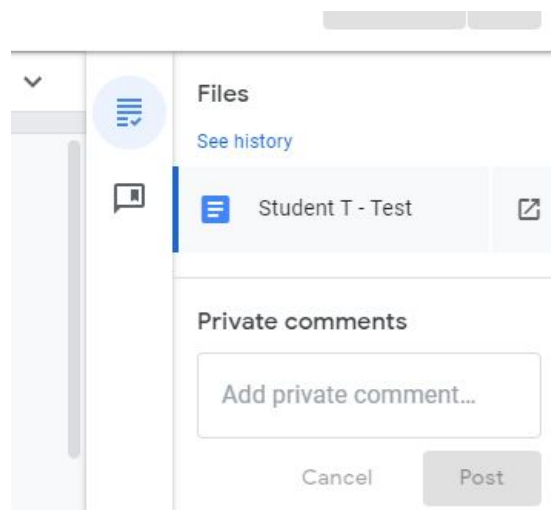 Files
See history
Student T - Test
Private comments
Add private comment...
Cancel
Post